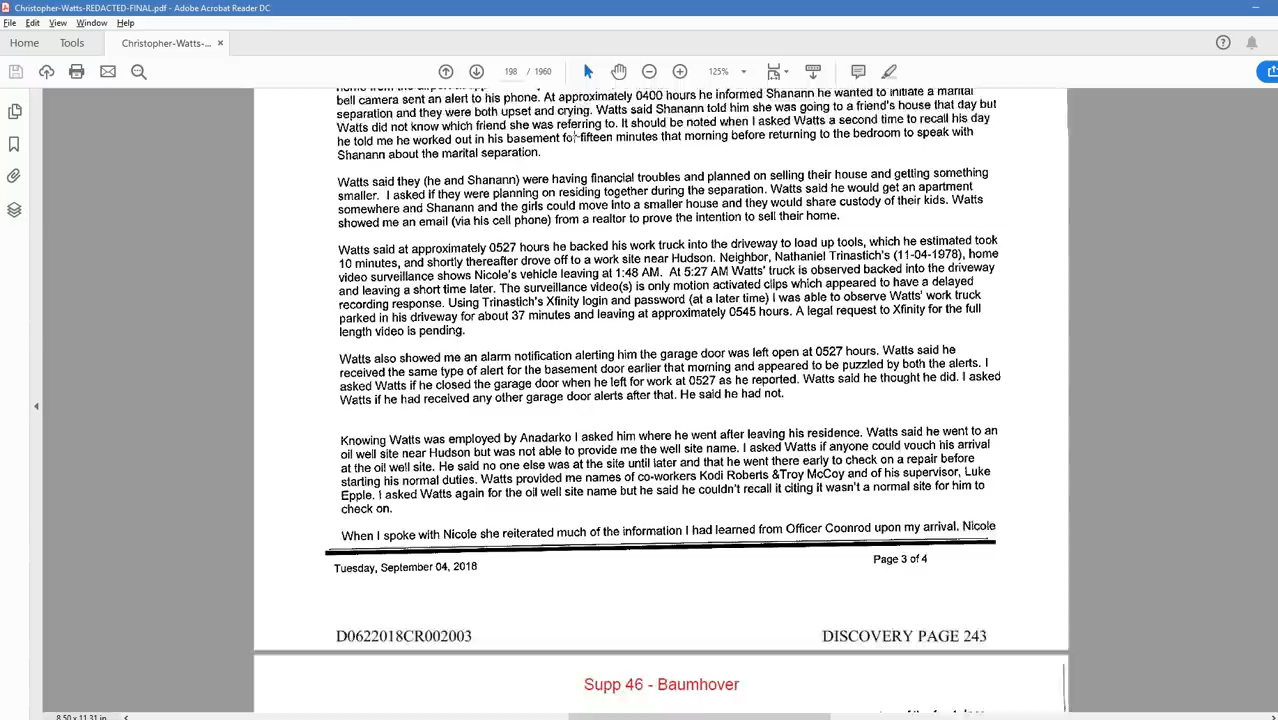 Christopher-Watts-REDACTED-FINAL.pdf - Adobe Acrobat Reader DC
File Edit View Window Help
Home Tools Christopher-Watts-... ×
198 / 1960 125%
bell camera sent an alert to his phone. At approximately 0400 hours he informed Shanann he wanted to initiate a marital
separation and they were both upset and crying. Watts said Shanann told him she was going to a friend's house that day but
Watts did not know which friend she was referring to. It should be noted when I asked Watts a second time to recall his day
he told me he worked out in his basement for fifteen minutes that morning before returning to the bedroom to speak with
Shanann about the marital separation.
Watts said they (he and Shanann) were having financial troubles and planned on selling their house and getting something
smaller. I asked if they were planning on residing together during the separation. Watts said he would get an apartment
somewhere and Shanann and the girls could move into a smaller house and they would share custody of their kids. Watts
showed me an email (via his cell phone) from a realtor to prove the intention to sell their home.
Watts said at approximately 0527 hours he backed his work truck into the driveway to load up tools, which he estimated took
10 minutes, and shortly thereafter drove off to a work site near Hudson. Neighbor, Nathaniel Trinastich's (11-04-1978), home
video surveillance shows Nicole's vehicle leaving at 1:48 AM. At 5:27 AM Watts' truck is observed backed into the driveway
and leaving a short time later. The surveillance video(s) is only motion activated clips which appeared to have a delayed
recording response. Using Trinastich's Xfinity login and password (at a later time) I was able to observe Watts' work truck
parked in his driveway for about 37 minutes and leaving at approximately 0545 hours. A legal request to Xfinity for the full
length video is pending.
Watts also showed me an alarm notification alerting him the garage door was left open at 0527 hours. Watts said he
received the same type of alert for the basement door earlier that morning and appeared to be puzzled by both the alerts. I
asked Watts if he closed the garage door when he left for work at 0527 as he reported. Watts said he thought he did. I asked
Watts if he had received any other garage door alerts after that. He said he had not.
Knowing Watts was employed by Anadarko I asked him where he went after leaving his residence. Watts said he went to an
oil well site near Hudson but was not able to provide me the well site name. I asked Watts if anyone could vouch his arrival
at the oil well site. He said no one else was at the site until later and that he went there early to check on a repair before
starting his normal duties. Watts provided me names of co-workers Kodi Roberts &Troy McCoy and of his supervisor, Luke
Epple. I asked Watts again for the oil well site name but he said he couldn't recall it citing it wasn't a normal site for him to
check on.
When I spoke with Nicole she reiterated much of the information I had learned from Officer Coonrod upon my arrival. Nicole
Tuesday, September 04, 2018 Page 3 of 4
D0622018CR002003 DISCOVERY PAGE 243
Supp 46 - Baumhover
8.50 x 11.31 in